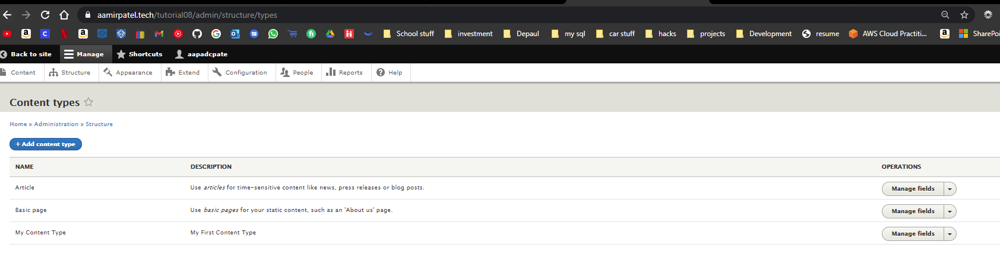 aamirpatel.tech/tutorial08/admin/structure/types
School stuff investment Depaul my sql car stuff hacks projects Development resume AWS Cloud Practiti... SharePoi
Back to site Manage Shortcuts aapadcpate
Content Structure Appearance Extend Configuration People Reports Help
Content types
Home » Administration » Structure
+ Add content type
NAME DESCRIPTION OPERATIONS
Article Use articles for time-sensitive content like news, press releases or blog posts. Manage fields
Basic page Use basic pages for your static content, such as an 'About us' page. Manage fields
My Content Type My First Content Type Manage fields